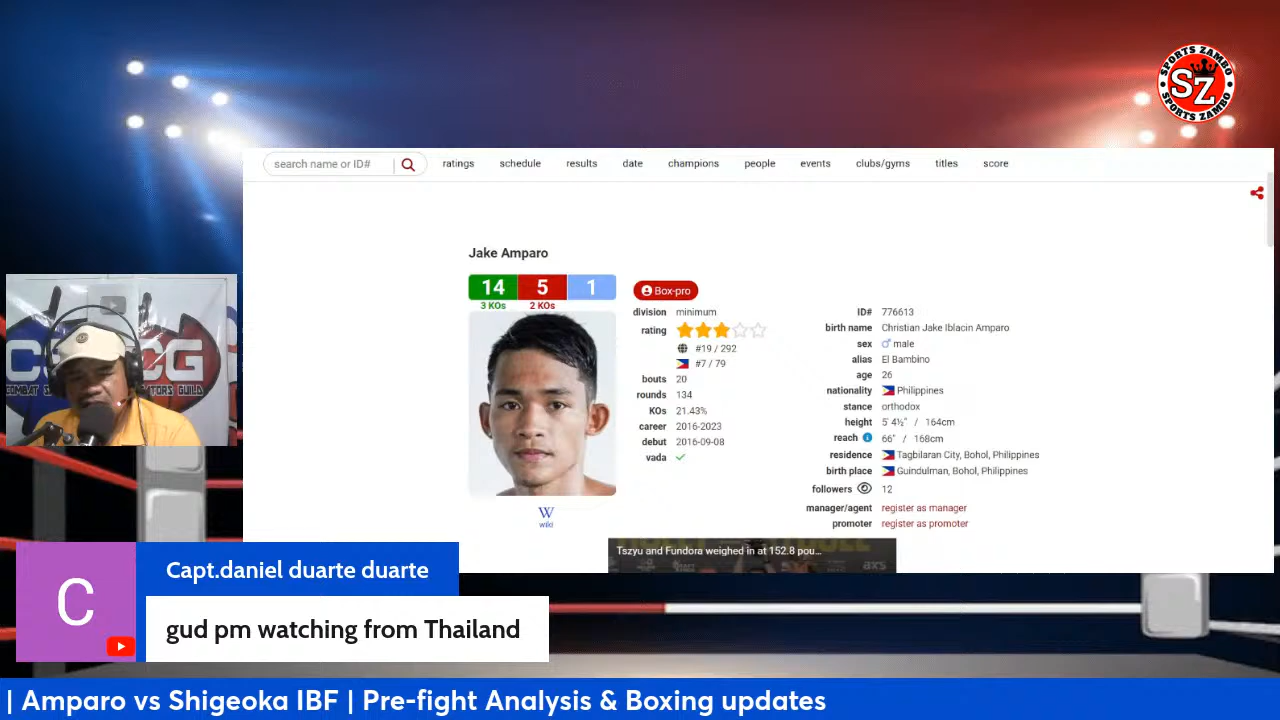 SPORTS ZAMBO
SZ
SPORTS ZAMBO
search name or ID#
ratings
schedule
results
date
champions
people
events
clubs/gyms
titles
score
Jake Amparo
14 5 1
3 KOs 2 KOs
Box-pro
division minimum
rating
#19 / 292
#7 / 79
bouts 20
rounds 134
KOs 21.43%
career 2016-2023
debut 2016-09-08
vada
W
wiki
ID# 776613
birth name Christian Jake Iblacin Amparo
sex male
alias El Bambino
age 26
nationality Philippines
stance orthodox
height 5' 4½" / 164cm
reach 66" / 168cm
residence Tagbilaran City, Bohol, Philippines
birth place Guindulman, Bohol, Philippines
followers 12
manager/agent register as manager
promoter register as promoter
Tszyu and Fundora weighed in at 152.8 pou...
axs
CG
COMBAT
GUILD
C
Capt.daniel duarte duarte
gud pm watching from Thailand
| Amparo vs Shigeoka IBF | Pre-fight Analysis & Boxing updates